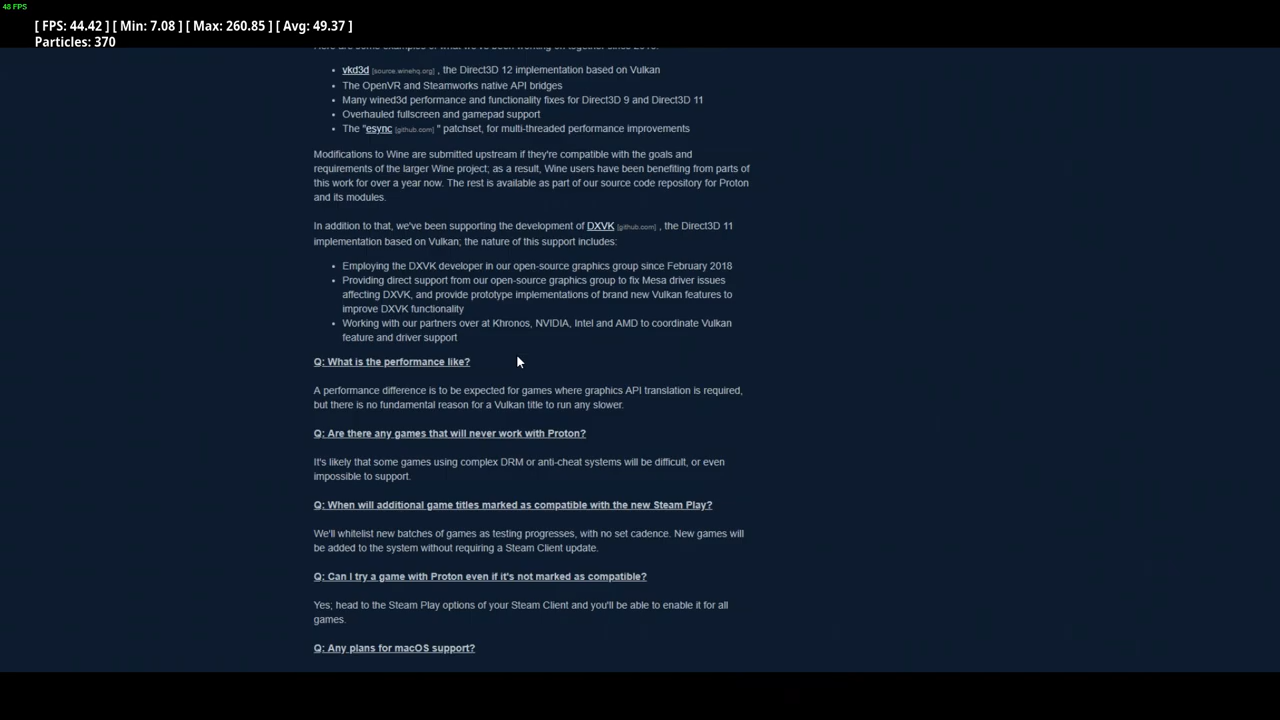 48 FPS
[ FPS: 44.42 ] [ Min: 7.08 ] [ Max: 260.85 ] [ Avg: 49.37 ]
Particles: 370
Here are some examples of what we've been working on together since 2016:
vkd3d [source.winehq.org] , the Direct3D 12 implementation based on Vulkan
The OpenVR and Steamworks native API bridges
Many wined3d performance and functionality fixes for Direct3D 9 and Direct3D 11
Overhauled fullscreen and gamepad support
The "esync [github.com] " patchset, for multi-threaded performance improvements
Modifications to Wine are submitted upstream if they're compatible with the goals and
requirements of the larger Wine project; as a result, Wine users have been benefiting from parts of
this work for over a year now. The rest is available as part of our source code repository for Proton
and its modules.
In addition to that, we've been supporting the development of DXVK [github.com] , the Direct3D 11
implementation based on Vulkan; the nature of this support includes:
Employing the DXVK developer in our open-source graphics group since February 2018
Providing direct support from our open-source graphics group to fix Mesa driver issues
affecting DXVK, and provide prototype implementations of brand new Vulkan features to
improve DXVK functionality
Working with our partners over at Khronos, NVIDIA, Intel and AMD to coordinate Vulkan
feature and driver support
Q: What is the performance like?
A performance difference is to be expected for games where graphics API translation is required,
but there is no fundamental reason for a Vulkan title to run any slower.
Q: Are there any games that will never work with Proton?
It's likely that some games using complex DRM or anti-cheat systems will be difficult, or even
impossible to support.
Q: When will additional game titles marked as compatible with the new Steam Play?
We'll whitelist new batches of games as testing progresses, with no set cadence. New games will
be added to the system without requiring a Steam Client update.
Q: Can I try a game with Proton even if it's not marked as compatible?
Yes; head to the Steam Play options of your Steam Client and you'll be able to enable it for all
games.
Q: Any plans for macOS support?